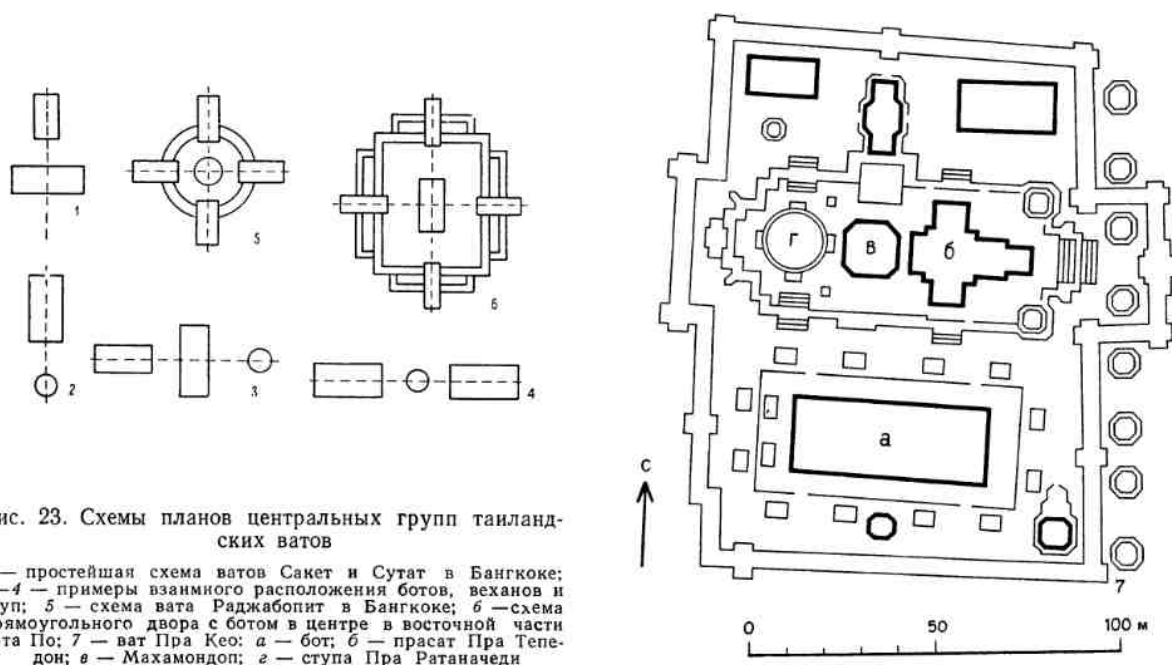 1
5
6
2
3
4
г
в
б
а
С
7
0 50 100 м
ис. 23. Схемы планов центральных групп таиланд-
ских ватов
— простейшая схема ватов Сакет и Сутат в Бангкоке;
—4 — примеры взаимного расположения ботов, веханов и
уп; 5 — схема вата Раджабопит в Бангкоке; 6 —схема
рямоугольного двора с ботом в центре в восточной части
та По; 7 — ват Пра Кео: а — бот; б — прасат Пра Тепе-
дон; в — Махамондоп; г — ступа Пра Ратаначеди